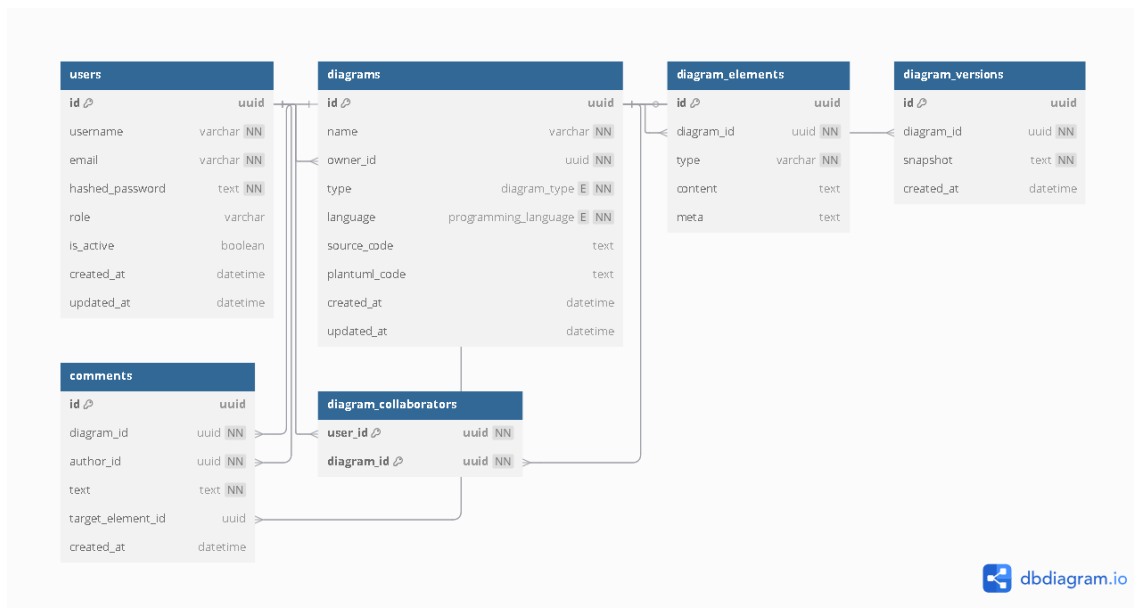 users
id uuid
username varchar NN
email varchar NN
hashed_password text NN
role varchar
is_active boolean
created_at datetime
updated_at datetime
diagrams
id uuid
name varchar NN
owner_id uuid NN
type diagram_type E NN
language programming_language E NN
source_code text
plantuml_code text
created_at datetime
updated_at datetime
diagram_elements
id uuid
diagram_id uuid NN
type varchar NN
content text
meta text
diagram_versions
id uuid
diagram_id uuid NN
snapshot text NN
created_at datetime
comments
id uuid
diagram_id uuid NN
author_id uuid NN
text text NN
target_element_id uuid
created_at datetime
diagram_collaborators
user_id uuid NN
diagram_id uuid NN
dbdiagram.io